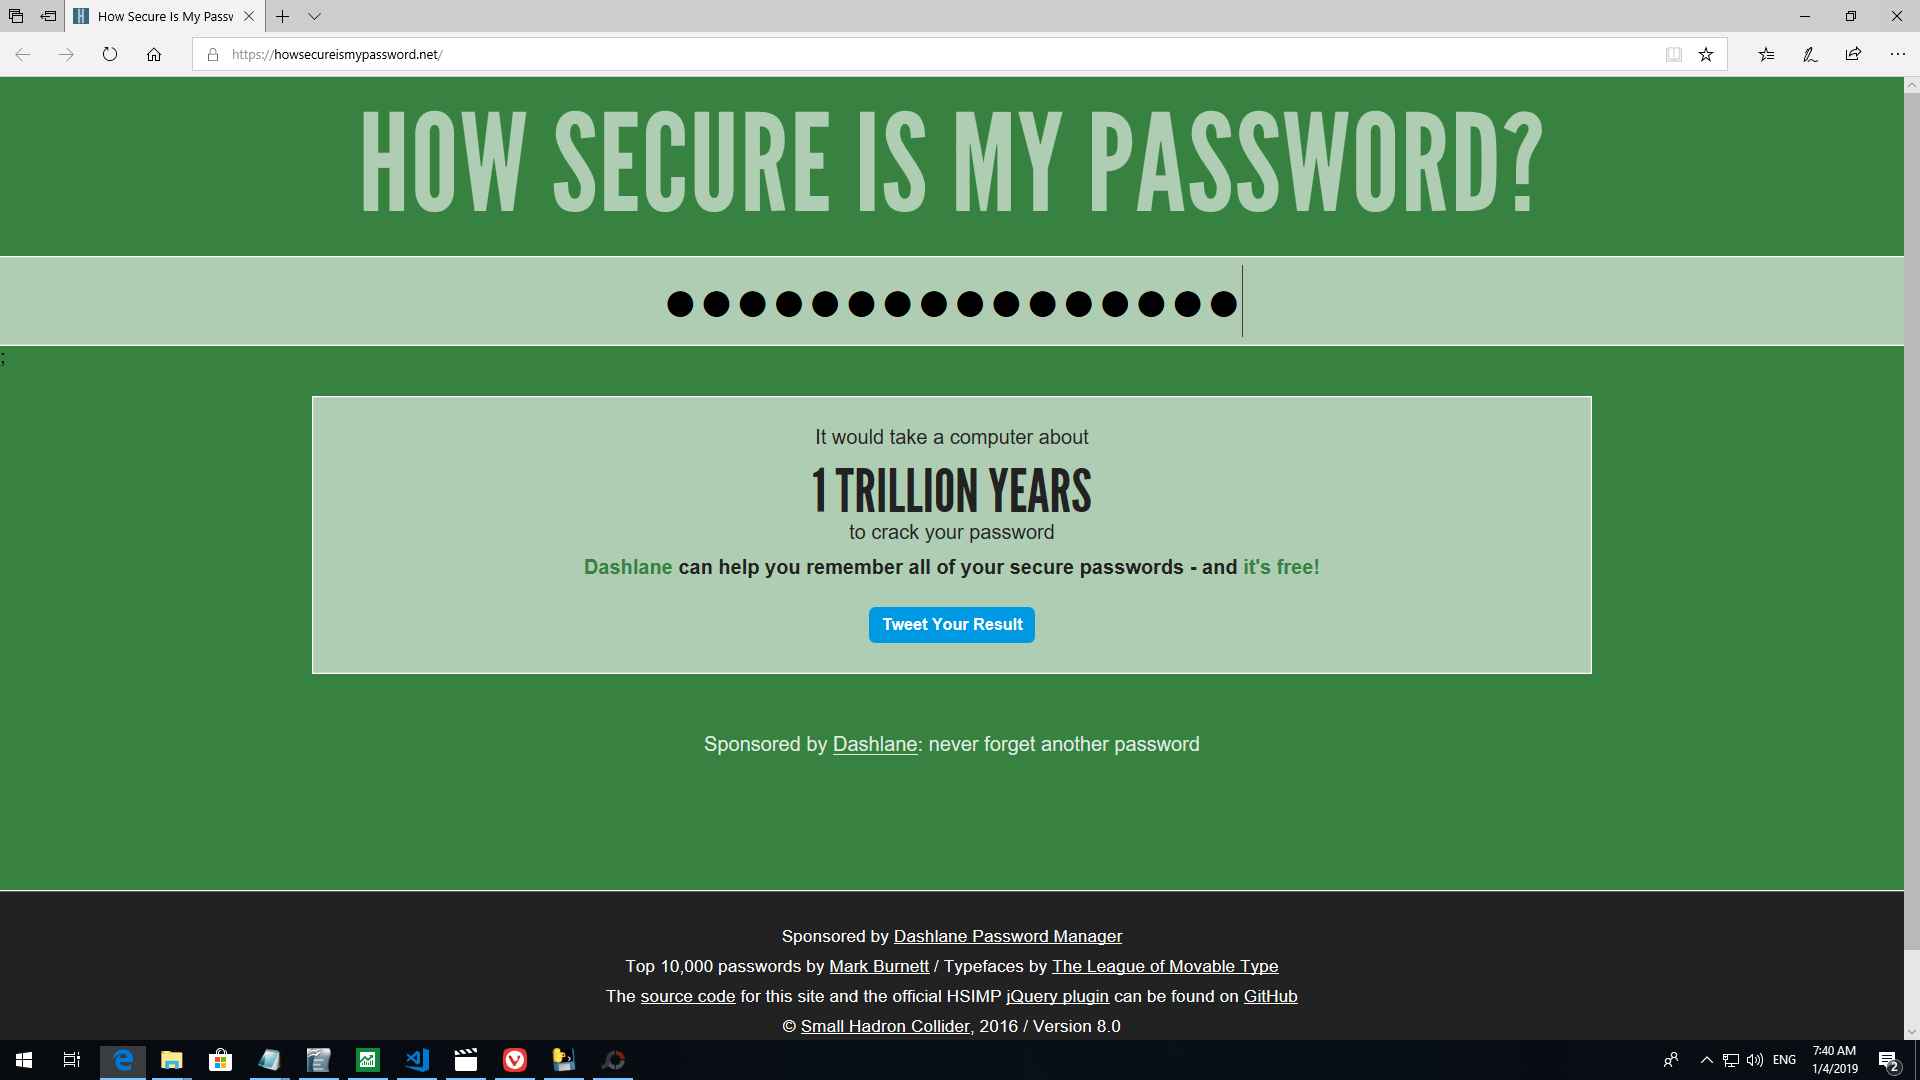 How Secure Is My Passw
https://howsecureismypassword.net/
HOW SECURE IS MY PASSWORD?
;
It would take a computer about
1 TRILLION YEARS
to crack your password
Dashlane can help you remember all of your secure passwords - and it's free!
Tweet Your Result
Sponsored by Dashlane: never forget another password
Sponsored by Dashlane Password Manager
Top 10,000 passwords by Mark Burnett / Typefaces by The League of Movable Type
The source code for this site and the official HSIMP jQuery plugin can be found on GitHub
© Small Hadron Collider, 2016 / Version 8.0
ENG
7:40 AM
1/4/2019
2